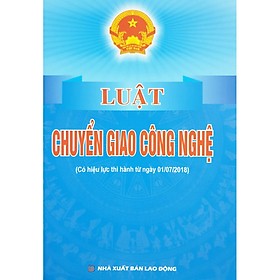 LUẬT
CHUYỂN GIAO CÔNG NGHỆ
(Có hiệu lực thi hành từ ngày 01/07/2018)
NHÀ XUẤT BẢN LAO ĐỘNG